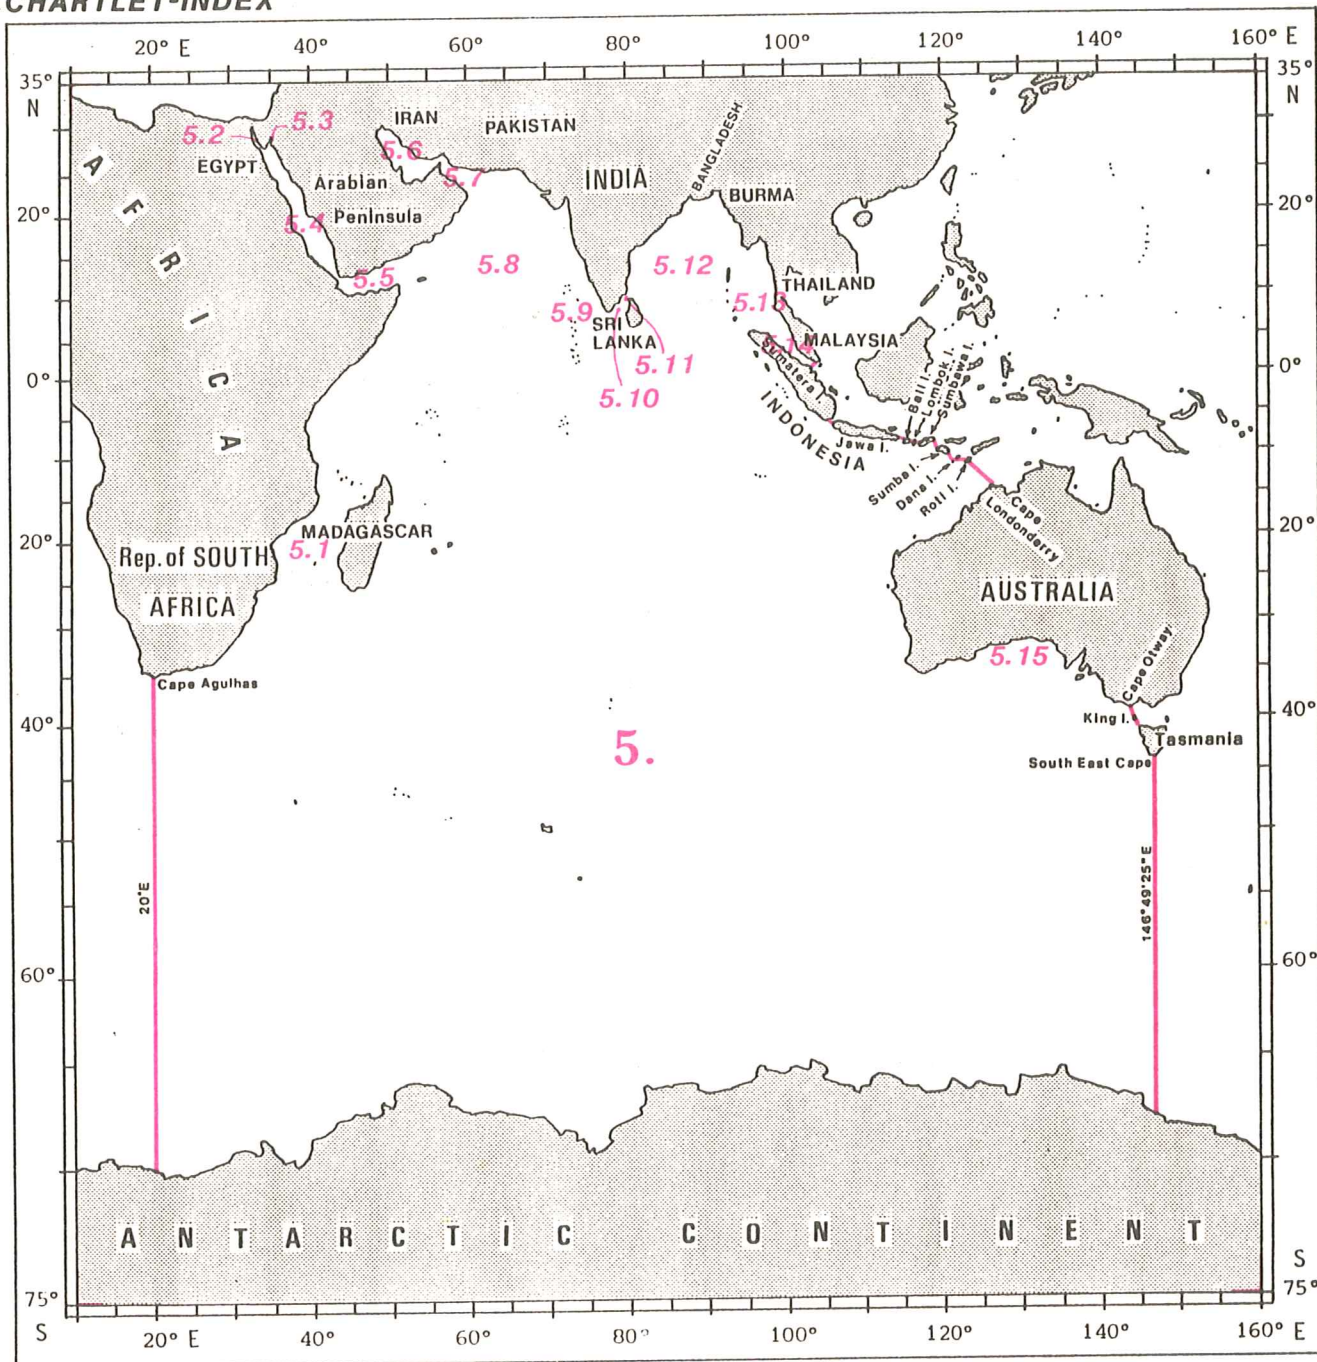 CHARTLET-INDEX
20° E 40° 60° 80° 100° 120° 140° 160° E
35° 35°
N N
IRAN
PAKISTAN
BANGLADESH
5.2 5.3
5.6
EGYPT
AFRICA
Arabian
5.7
INDIA
BURMA
20° 20°
5.4
Peninsula
5.5
5.8
5.12
THAILAND
5.9
5.13
SRI
LANKA
5.14
MALAYSIA
5.11
Sumatera I.
0° 0°
5.10
INDONESIA
Bali I.
Lombok I.
Sumbawa I.
Jawa I.
Sumba I.
Dana I.
Roti I.
Cape
Londonderry
MADAGASCAR
5.1
20° 20°
Rep. of SOUTH
AFRICA
AUSTRALIA
5.15
Cape Otway
Cape Agulhas
40° 40°
King I.
Tasmania
5.
South East Cape
20°E
146°49'25"E
60° 60°
ANTARCTIC CONTINENT
S
75° 75°
S
20° E 40° 60° 80° 100° 120° 140° 160° E